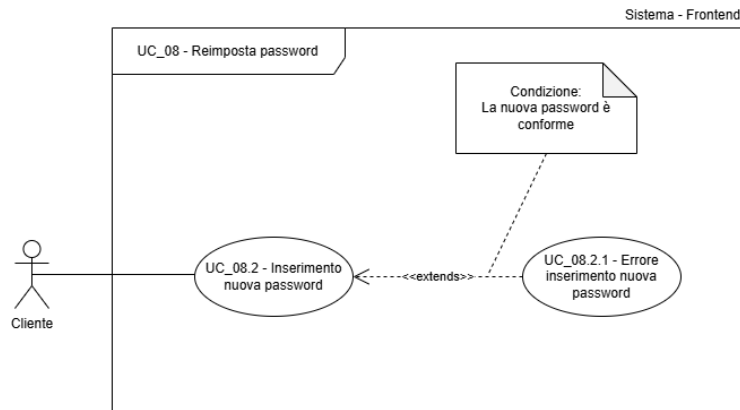 Sistema - Frontend
UC_08 - Reimposta password
Condizione:
La nuova password è
conforme
UC_08.2 - Inserimento
nuova password
<<extends>>
UC_08.2.1 - Errore
inserimento nuova
password
Cliente